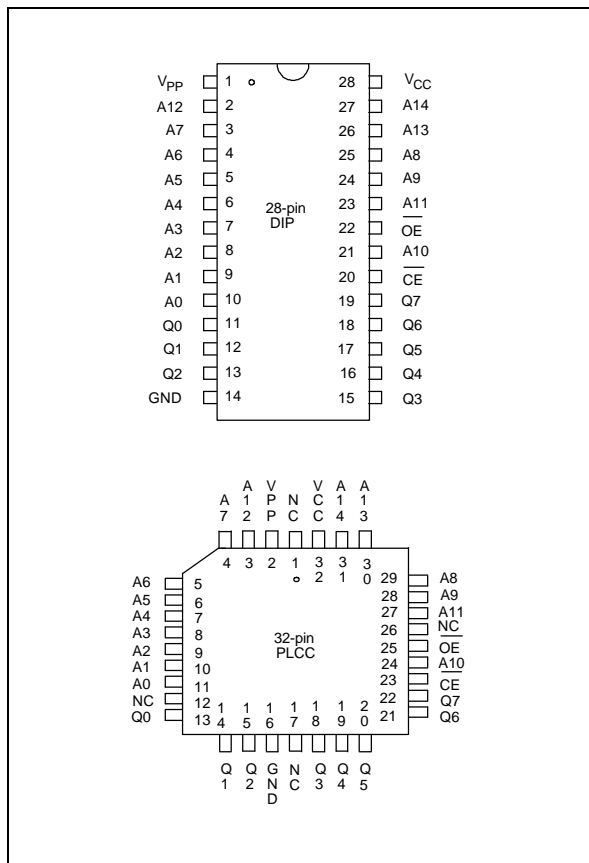 VPP 1 28 VCC
A12 2 27 A14
A7 3 26 A13
A6 4 25 A8
A5 5 24 A9
A4 6 23 A11
28-pin
DIP
A3 7 22 OE
A2 8 21 A10
A1 9 20 CE
A0 10 19 Q7
Q0 11 18 Q6
Q1 12 17 Q5
Q2 13 16 Q4
GND 14 15 Q3
A7 A12 VPP NC VCC A14 A13
4 3 2 1 32 31 30
A6 5 29 A8
A5 6 28 A9
A4 7 27 A11
A3 8 26 NC
32-pin
PLCC
A2 9 25 OE
A1 10 24 A10
A0 11 23 CE
NC 12 22 Q7
Q0 13 21 Q6
14 15 16 17 18 19 20
Q1 Q2 GND NC Q3 Q4 Q5